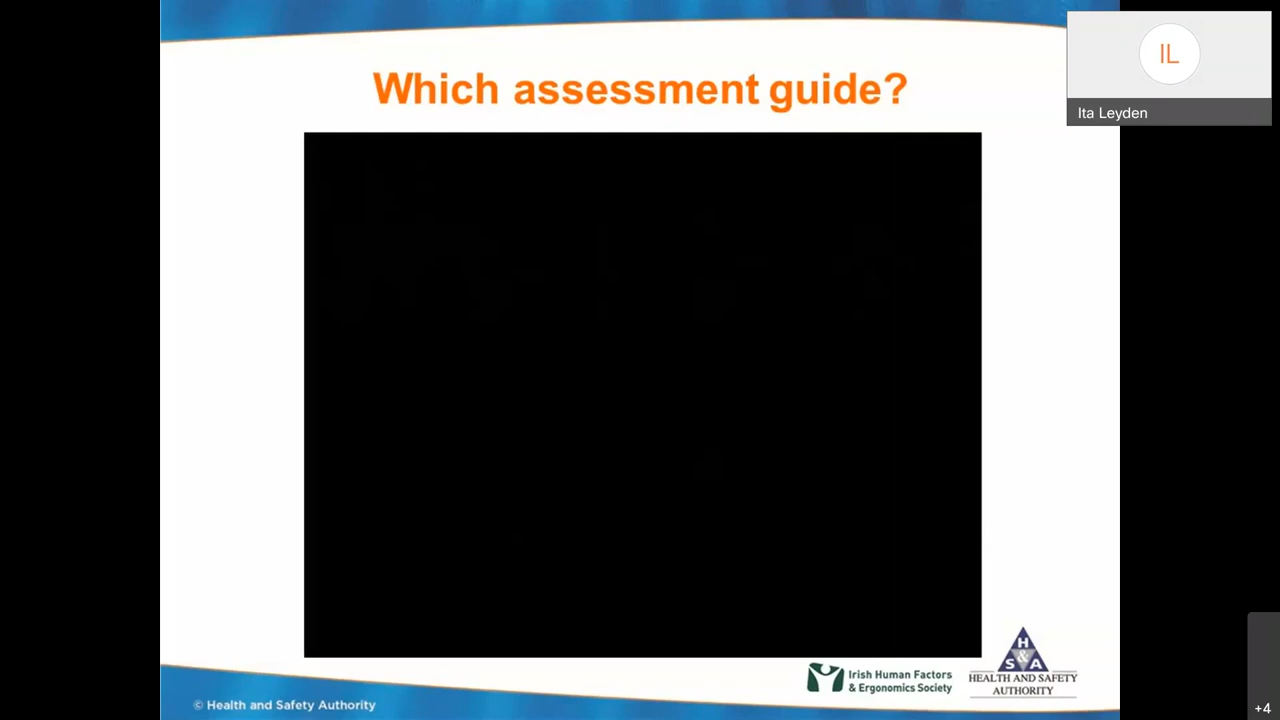 Which assessment guide?
IL
Ita Leyden
Irish Human Factors
& Ergonomics Society
H
S & A
HEALTH AND SAFETY
AUTHORITY
© Health and Safety Authority
+4